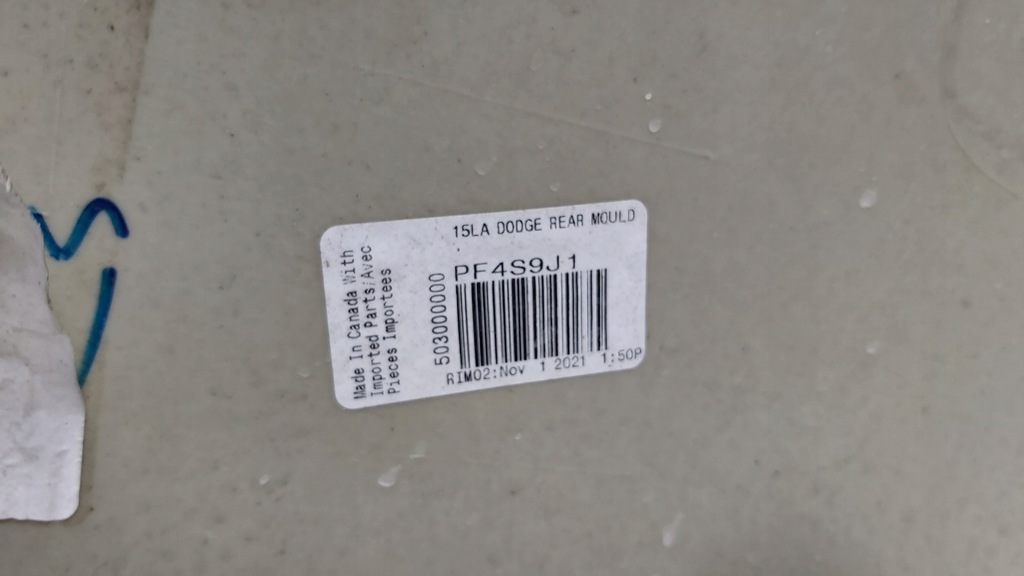 15LA DODGE REAR MOULD
PF4S9J1
503000000
RIM02:Nov 1 2021 1:50P
Made In Canada With
Imported Parts/Avec
Pieces Importees